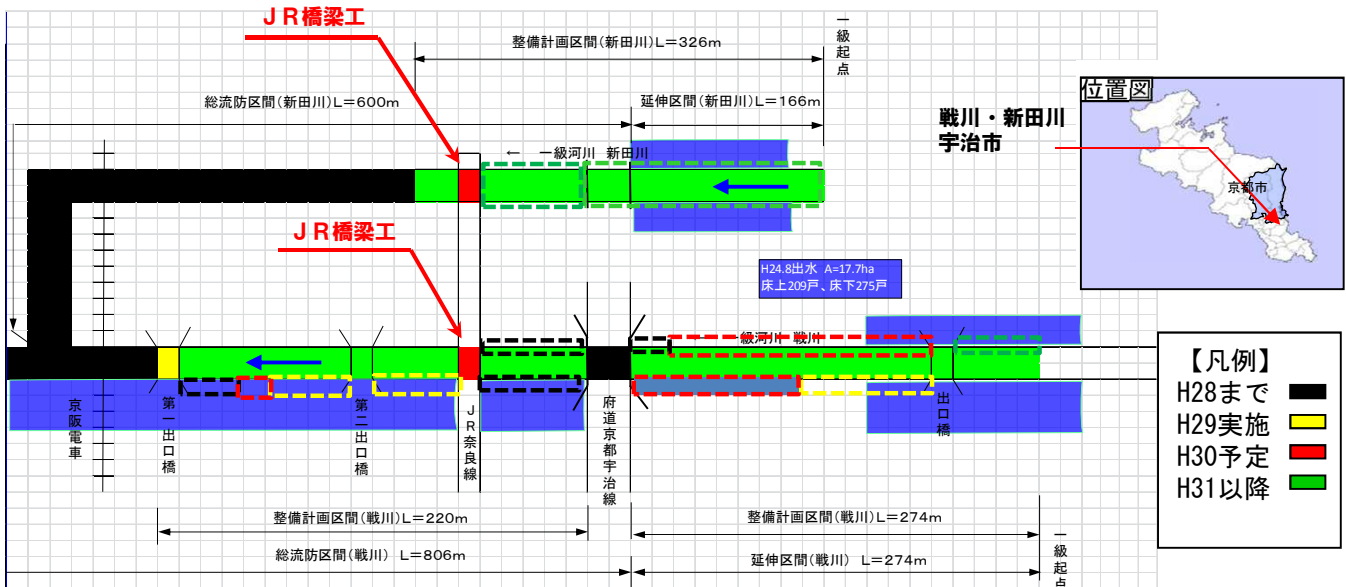 JR橋梁工
一級起点
整備計画区間(新田川)L=326m
総流防区間(新田川)L=600m
延伸区間(新田川)L=166m
← 一級河川 新田川
位置図
戦川・新田川
宇治市
京都市
JR橋梁工
H24.8出水 A=17.7ha
床上209戸、床下275戸
一級河川 戦川
【凡例】
H28まで
H29実施
H30予定
H31以降
京阪電車
第一出口橋
第二出口橋
JR奈良線
府道京都宇治線
出口橋
整備計画区間(戦川)L=220m
整備計画区間(戦川)L=274m
総流防区間(戦川) L=806m
延伸区間(戦川) L=274m
一級起点